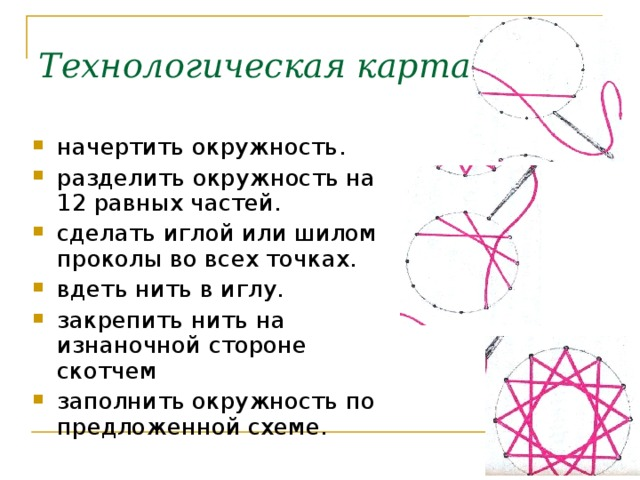 Технологическая карта
начертить окружность.
разделить окружность на
12 равных частей.
сделать иглой или шилом
проколы во всех точках.
вдеть нить в иглу.
закрепить нить на
изнаночной стороне
скотчем
заполнить окружность по
предложенной схеме.